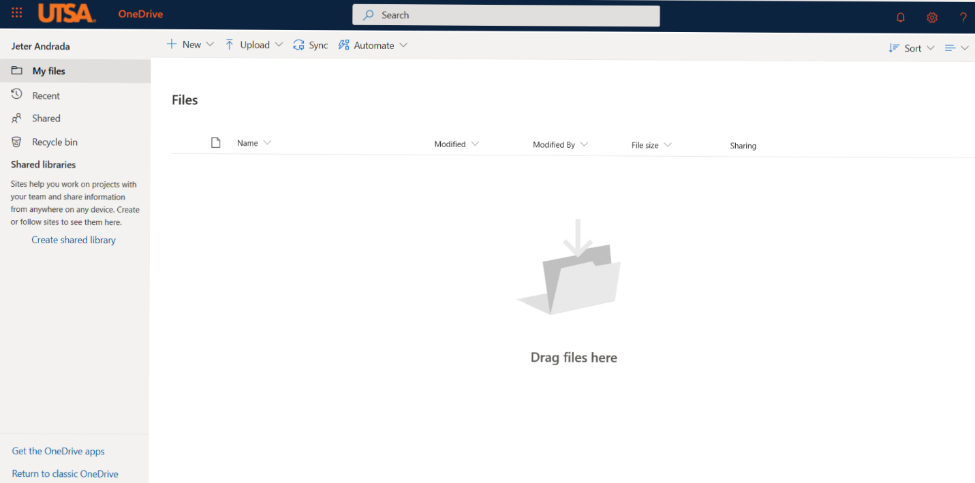 UTSA. OneDrive Search ?
Jeter Andrada
New Upload Sync Automate Sort
My files
Recent
Shared
Recycle bin
Shared libraries
Sites help you work on projects with
your team and share information
from anywhere on any device. Create
or follow sites to see them here.
Create shared library
Get the OneDrive apps
Return to classic OneDrive
Files
Name Modified Modified By File size Sharing
Drag files here